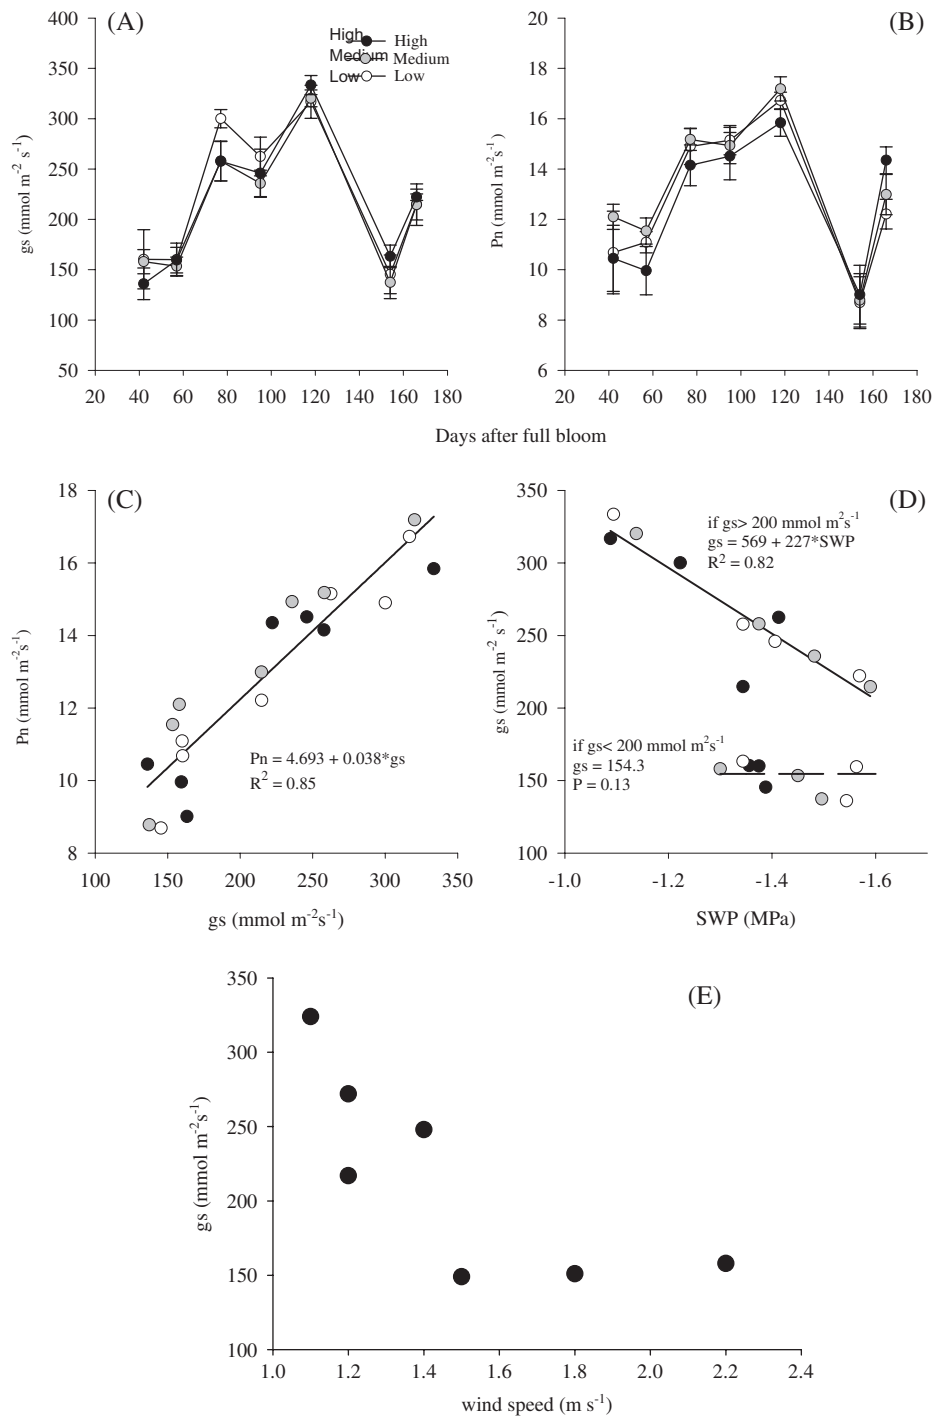 (A)
(B)
High
High
Medium
Medium
Low
Low
400
350
300
250
200
150
100
50
gs (mmol m⁻² s⁻¹)
20 40 60 80 100 120 140 160 180
20
18
16
14
12
10
8
6
Pn (mmol m⁻²s⁻¹)
20 40 60 80 100 120 140 160 180
Days after full bloom
(C)
18
16
14
12
10
8
Pn (mmol m⁻²s⁻¹)
Pn = 4.693 + 0.038*gs
R² = 0.85
100 150 200 250 300 350
gs (mmol m⁻²s⁻¹)
(D)
350
300
250
200
150
100
gs (mmol m⁻² s⁻¹)
if gs> 200 mmol m²s⁻¹
gs = 569 + 227*SWP
R² = 0.82
if gs< 200 mmol m²s⁻¹
gs = 154.3
P = 0.13
-1.0 -1.2 -1.4 -1.6
SWP (MPa)
(E)
350
300
250
200
150
100
gs (mmol m⁻²s⁻¹)
1.0 1.2 1.4 1.6 1.8 2.0 2.2 2.4
wind speed (m s⁻¹)